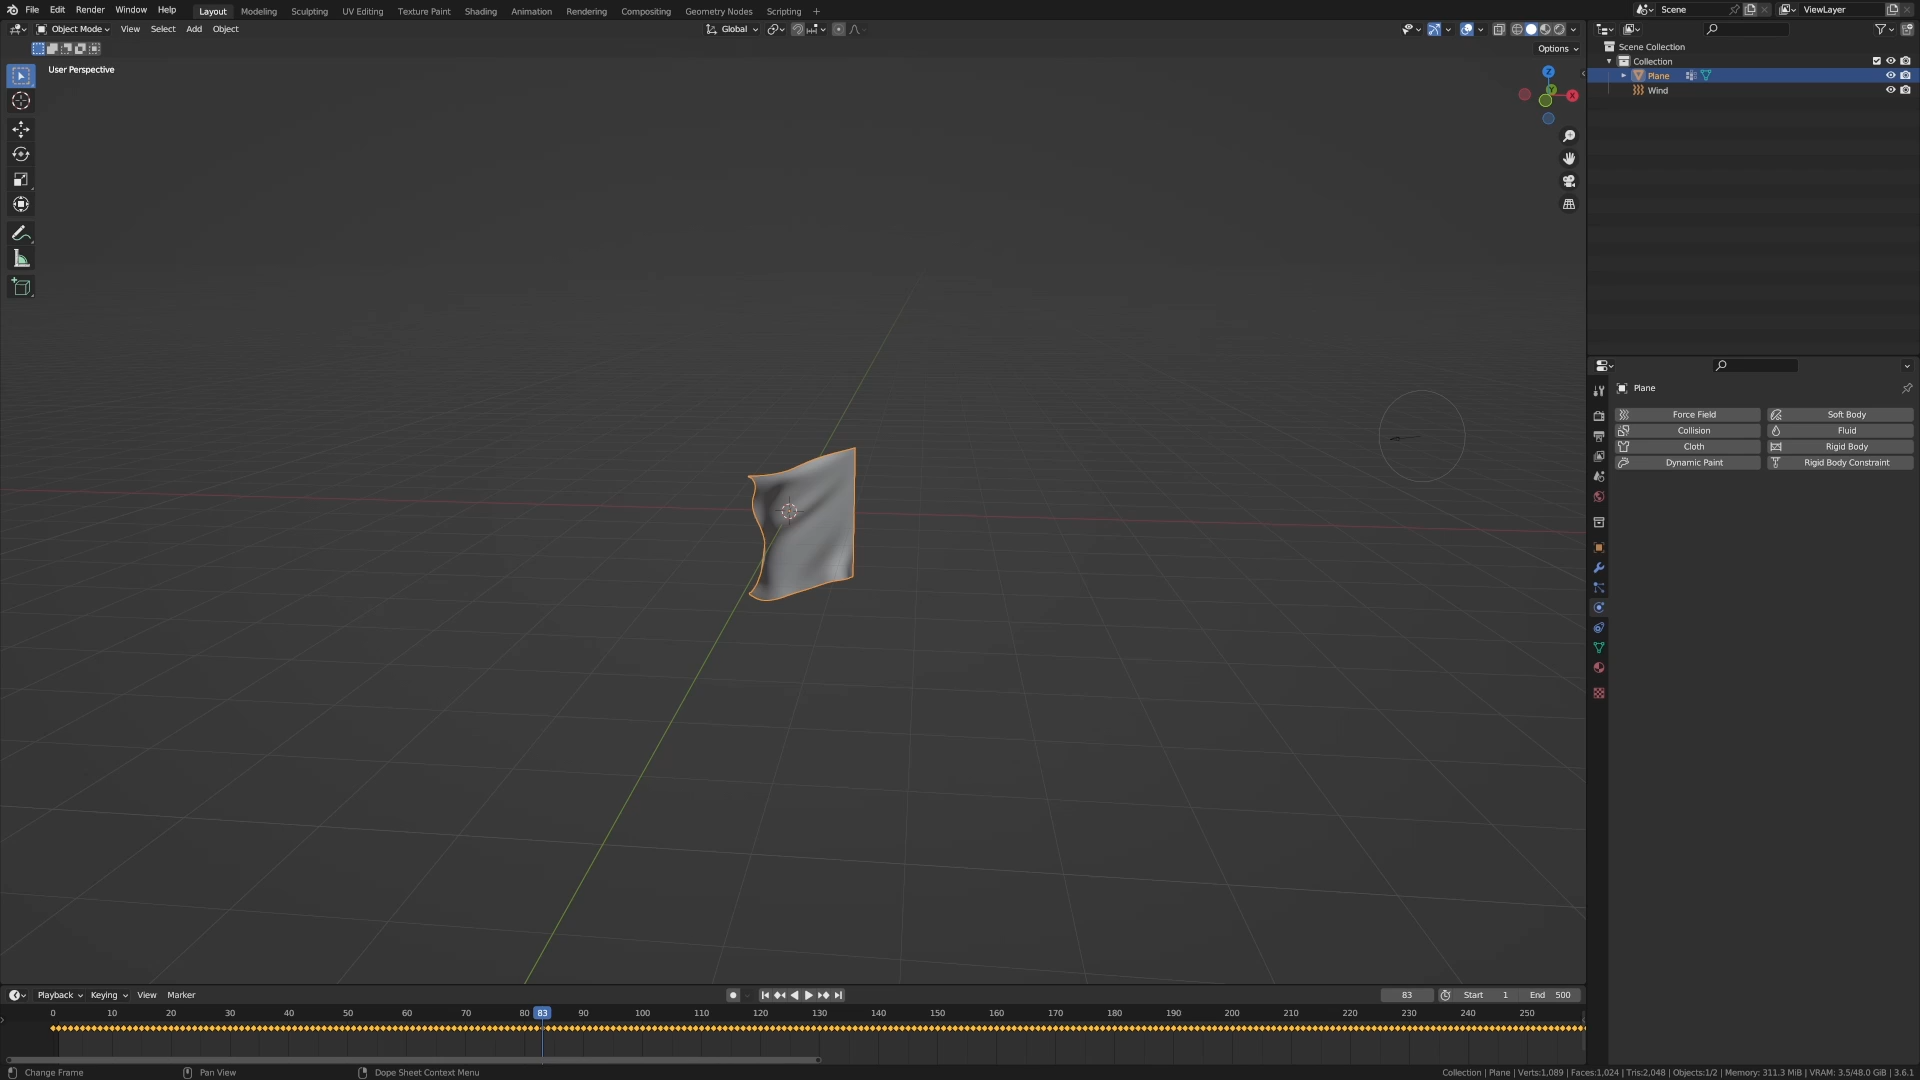 File Edit Render Window Help Layout Modeling Sculpting UV Editing Texture Paint Shading Animation Rendering Compositing Geometry Nodes Scripting + Scene ViewLayer
Object Mode View Select Add Object Global
Options
User Perspective
Z
Y
X
Scene Collection
Collection
Plane
Wind
Plane
Force Field Soft Body
Collision Fluid
Cloth Rigid Body
Dynamic Paint Rigid Body Constraint
Playback Keying View Marker 83 Start 1 End 500
0 10 20 30 40 50 60 70 80 83 90 100 110 120 130 140 150 160 170 180 190 200 210 220 230 240 250
Change Frame Pan View Dope Sheet Context Menu Collection | Plane | Verts:1,089 | Faces:1,024 | Tris:2,048 | Objects:1/2 | Memory: 311.3 MiB | VRAM: 3.5/48.0 GiB | 3.6.1